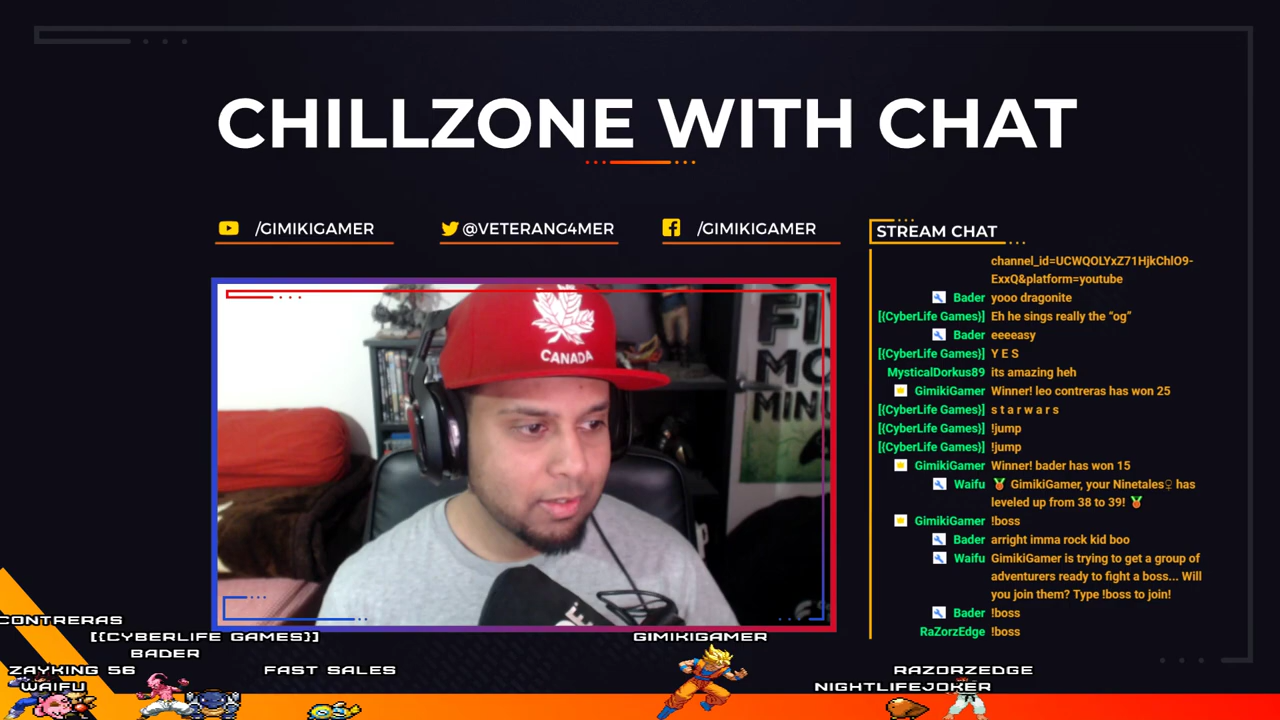 CHILLZONE WITH CHAT
/GIMIKIGAMER
@VETERANG4MER
/GIMIKIGAMER
STREAM CHAT
channel_id=UCWQOLYxZ71HjkChlO9-
ExxQ&platform=youtube
Bader yooo dragonite
[(CyberLife Games)] Eh he sings really the “og”
Bader eeeeasy
[(CyberLife Games)] Y E S
MysticalDorkus89 its amazing heh
GimikiGamer Winner! leo contreras has won 25
[(CyberLife Games)] s t a r w a r s
[(CyberLife Games)] !jump
[(CyberLife Games)] !jump
GimikiGamer Winner! bader has won 15
Waifu 🏅 GimikiGamer, your Ninetales♀ has
leveled up from 38 to 39! 🏅
GimikiGamer !boss
Bader arright imma rock kid boo
Waifu GimikiGamer is trying to get a group of
adventurers ready to fight a boss... Will
you join them? Type !boss to join!
Bader !boss
RaZorzEdge !boss
CANADA
CONTRERAS
[(CYBERLIFE GAMES)]
GIMIKIGAMER
BADER
ZAYKING 56
FAST SALES
RAZORZEDGE
WAIFU
NIGHTLIFEJOKER